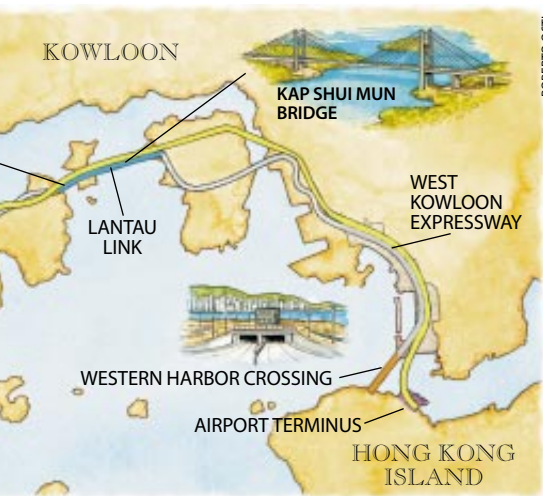 KOWLOON
KAP SHUI MUN
BRIDGE
WEST
KOWLOON
EXPRESSWAY
LANTAU
LINK
WESTERN HARBOR CROSSING
AIRPORT TERMINUS
HONG KONG
ISLAND